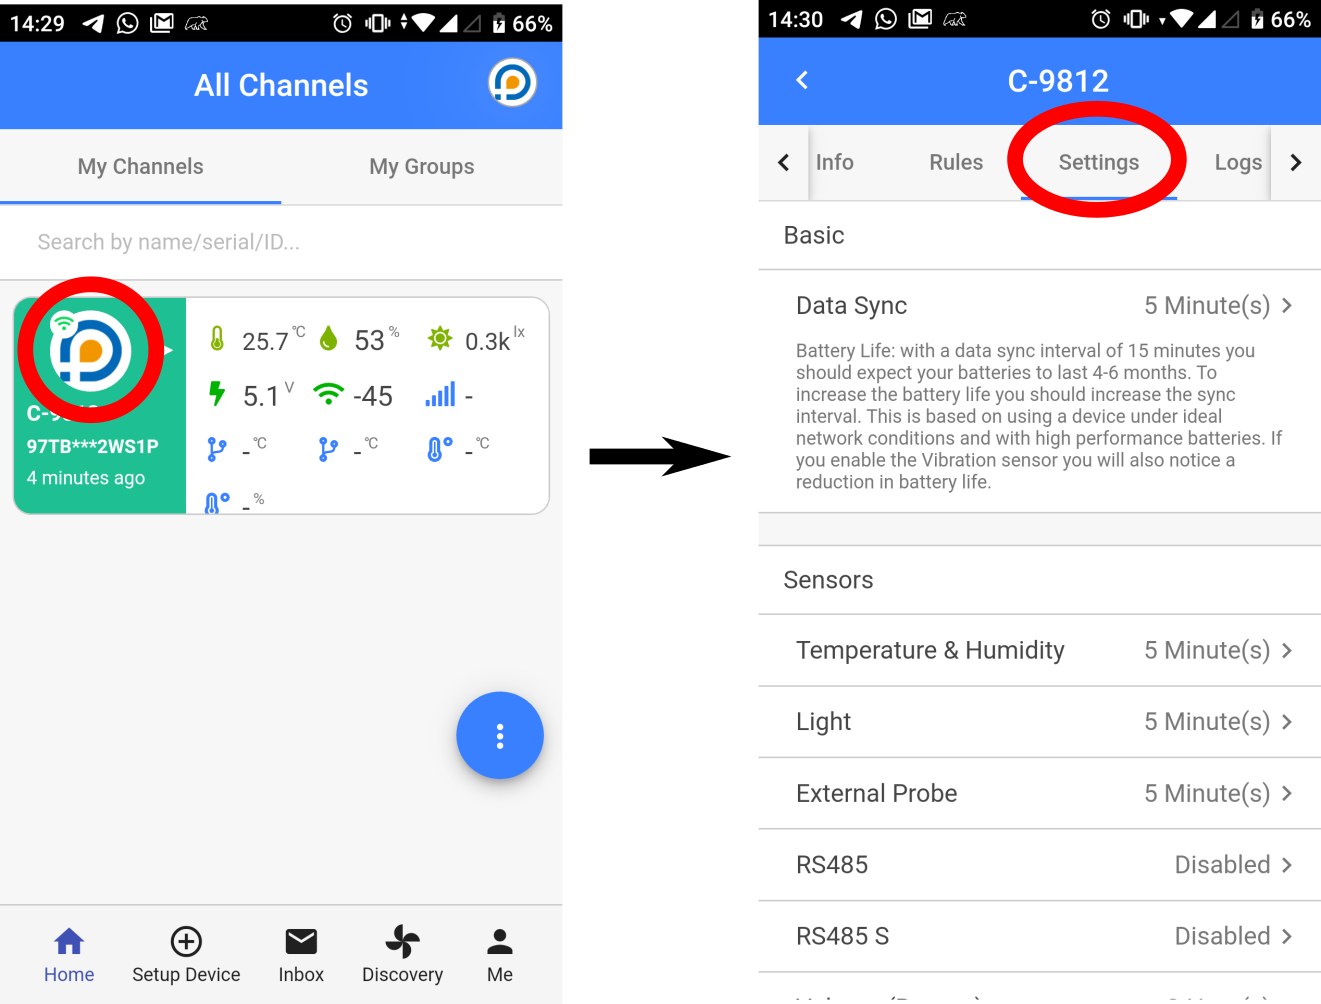 14:29
66%
All Channels
My Channels
My Groups
Search by name/serial/ID...
25.7 °C
53 %
0.3k lx
5.1 V
-45
-
- °C
- °C
- °C
- %
97TB***2WS1P
4 minutes ago
Home
Setup Device
Inbox
Discovery
Me
14:30
66%
C-9812
Info
Rules
Settings
Logs
Basic
Data Sync
5 Minute(s)
Battery Life: with a data sync interval of 15 minutes you
should expect your batteries to last 4-6 months. To
increase the battery life you should increase the sync
interval. This is based on using a device under ideal
network conditions and with high performance batteries. If
you enable the Vibration sensor you will also notice a
reduction in battery life.
Sensors
Temperature & Humidity
5 Minute(s)
Light
5 Minute(s)
External Probe
5 Minute(s)
RS485
Disabled
RS485 S
Disabled